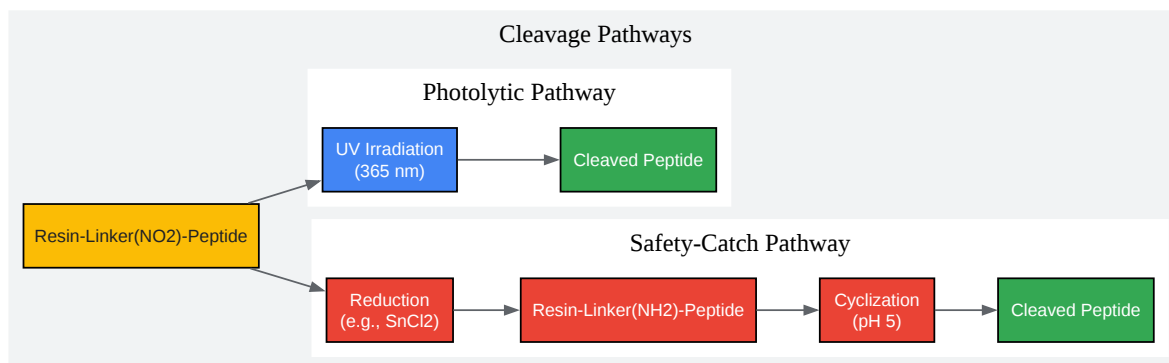 Cleavage Pathways
Photolytic Pathway
UV Irradiation
(365 nm)
Cleaved Peptide
Resin-Linker(NO2)-Peptide
Safety-Catch Pathway
Reduction
(e.g., SnCl2)
Resin-Linker(NH2)-Peptide
Cyclization
(pH 5)
Cleaved Peptide